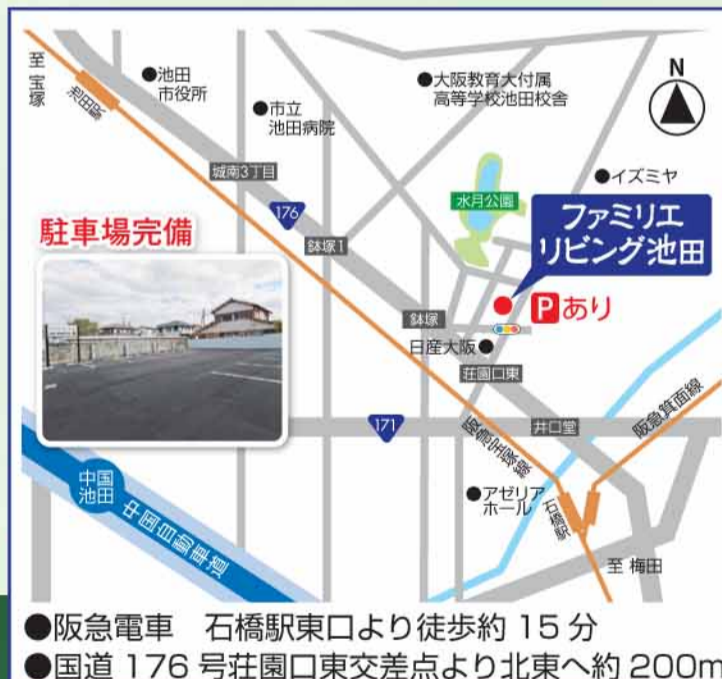 至 宝塚
池田駅
●池田
市役所
●市立
池田病院
●大阪教育大付属
高等学校池田校舎
N
城南3丁目
176
●イズミヤ
水月公園
ファミリエ
リビング池田
駐車場完備
鉢塚1
鉢塚
Pあり
日産大阪●
荘園口東
171
阪急宝塚線
井口堂
阪急箕面線
中国
池田
中国自動車道
●アゼリア
ホール
石橋駅
至 梅田
●阪急電車 石橋駅東口より徒歩約 15 分
●国道 176 号荘園口東交差点より北東へ約 200m